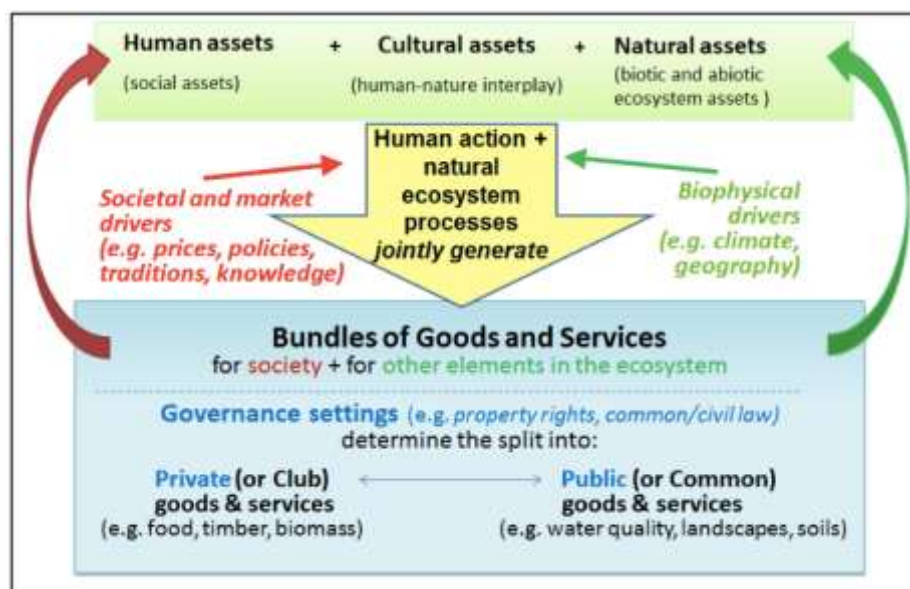 Human assets + Cultural assets + Natural assets
(social assets) (human-nature interplay) (biotic and abiotic
ecosystem assets )
Human action +
natural
ecosystem
processes
jointly generate
Societal and market
drivers
(e.g. prices, policies,
traditions, knowledge)
Biophysical
drivers
(e.g. climate,
geography)
Bundles of Goods and Services
for society + for other elements in the ecosystem
Governance settings (e.g. property rights, common/civil law)
determine the split into:
Private (or Club)
goods & services
(e.g. food, timber, biomass)
Public (or Common)
goods & services
(e.g. water quality, landscapes, soils)